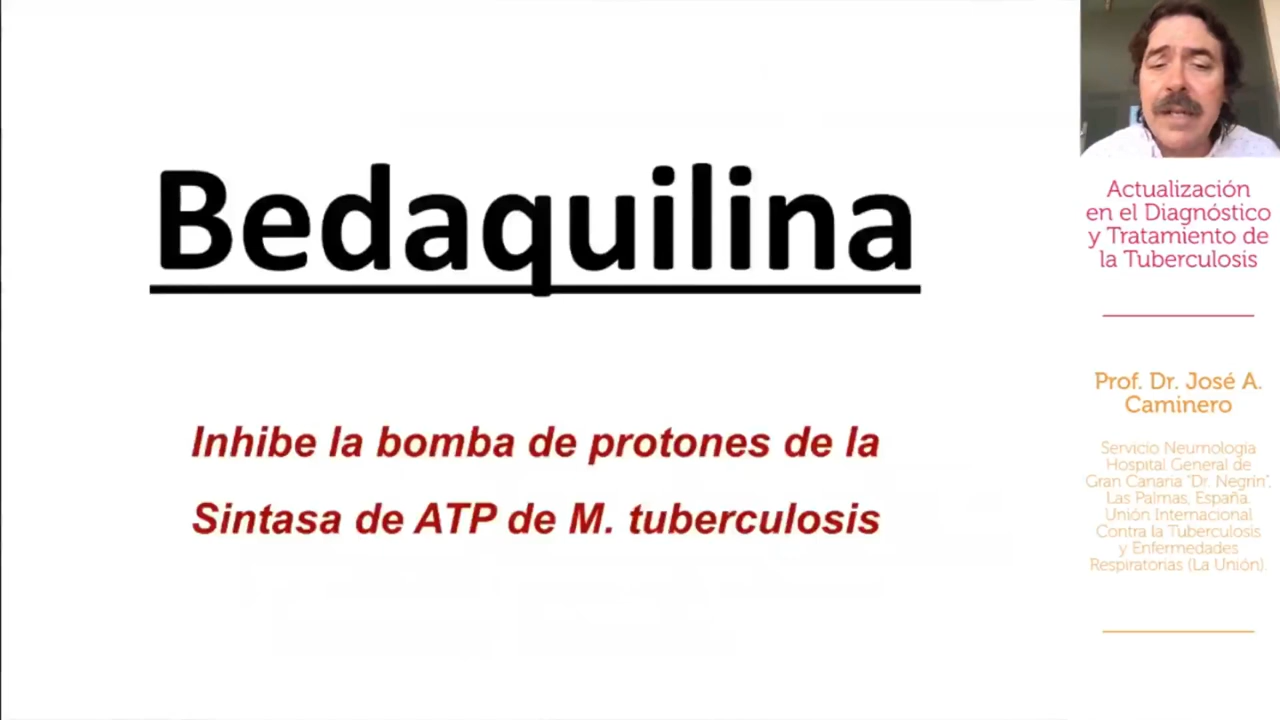 Bedaquilina
Inhibe la bomba de protones de la
Sintasa de ATP de M. tuberculosis
Actualización
en el Diagnóstico
y Tratamiento de
la Tuberculosis
Prof. Dr. José A.
Caminero
Servicio Neumología
Hospital General de
Gran Canaria "Dr. Negrín",
Las Palmas, España.
Unión Internacional
Contra la Tuberculosis
y Enfermedades
Respiratorias (La Unión).